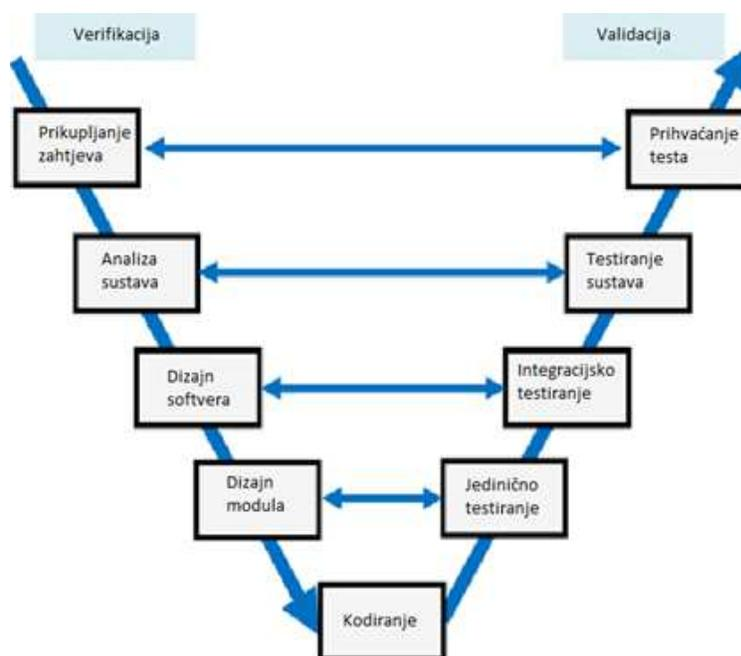 Verifikacija
Validacija
Prikupljanje
zahtjeva
Prihvaćanje
testa
Analiza
sustava
Testiranje
sustava
Dizajn
softvera
Integracijsko
testiranje
Dizajn
modula
Jedinično
testiranje
Kodiranje